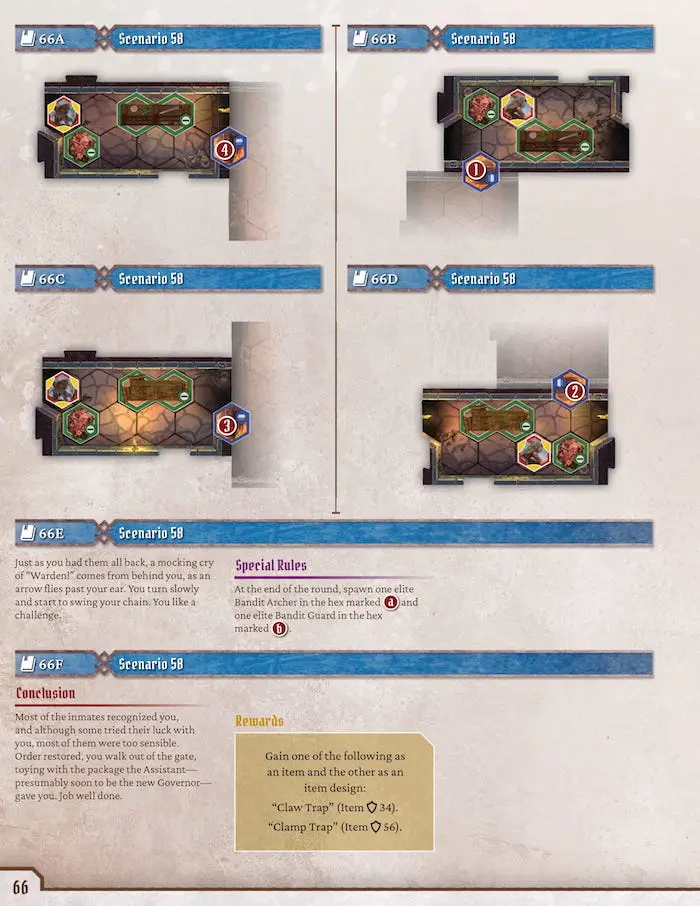 66A Scenario 58
66B Scenario 58
4
1
66C Scenario 58
66D Scenario 58
3
2
66E Scenario 58
Just as you had them all back, a mocking cry
of “Warden!” comes from behind you, as an
arrow flies past your ear. You turn slowly
and start to swing your chain. You like a
challenge.
Special Rules
At the end of the round, spawn one elite
Bandit Archer in the hex marked a and
one elite Bandit Guard in the hex
marked b.
66F Scenario 58
Conclusion
Most of the inmates recognized you,
and although some tried their luck with
you, most of them were too sensible.
Order restored, you walk out of the gate,
toying with the package the Assistant—
presumably soon to be the new Governor—
gave you. Job well done.
Rewards
Gain one of the following as
an item and the other as an
item design:
“Claw Trap” (Item 34).
“Clamp Trap” (Item 56).
66